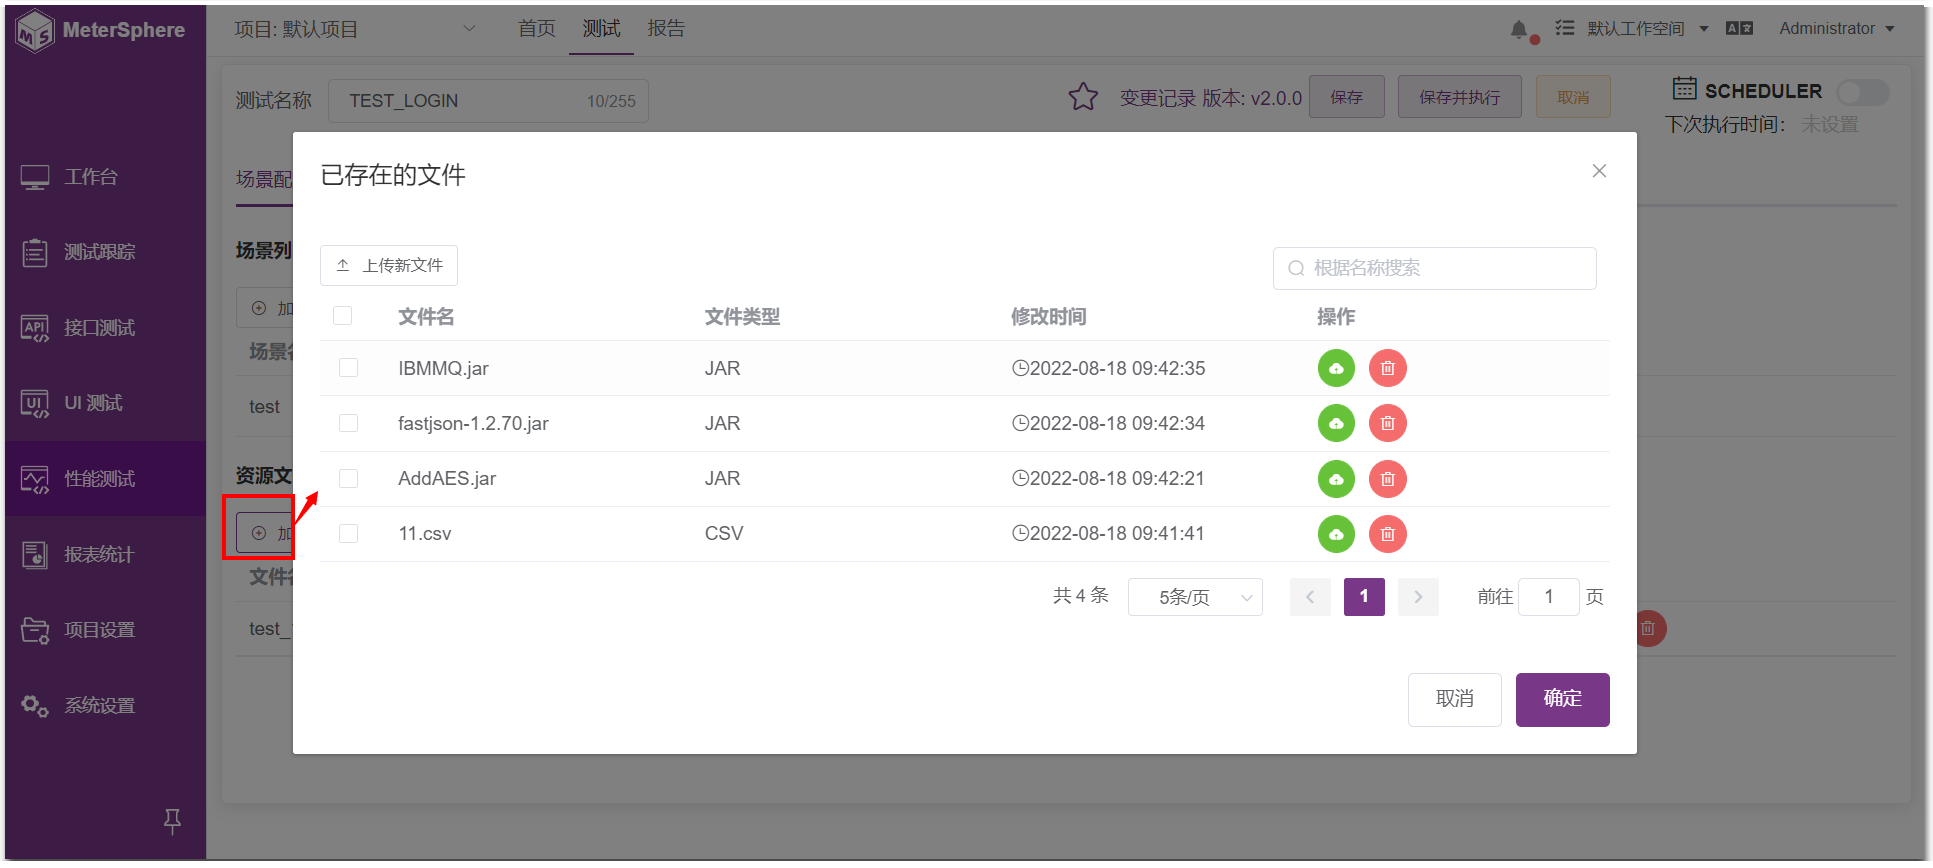 MeterSphere
项目: 默认项目
首页
测试
报告
默认工作空间
Administrator
测试名称
TEST_LOGIN
10/255
变更记录 版本: v2.0.0
保存
保存并执行
取消
SCHEDULER
下次执行时间：
未设置
工作台
测试跟踪
API
接口测试
UI
UI 测试
性能测试
报表统计
项目设置
系统设置
场景配
场景列
加
场景名
test
资源文
加
文件名
test_
已存在的文件
上传新文件
根据名称搜索
文件名
文件类型
修改时间
操作
IBMMQ.jar
JAR
2022-08-18 09:42:35
fastjson-1.2.70.jar
JAR
2022-08-18 09:42:34
AddAES.jar
JAR
2022-08-18 09:42:21
11.csv
CSV
2022-08-18 09:41:41
共 4 条
5条/页
1
前往
1
页
取消
确定